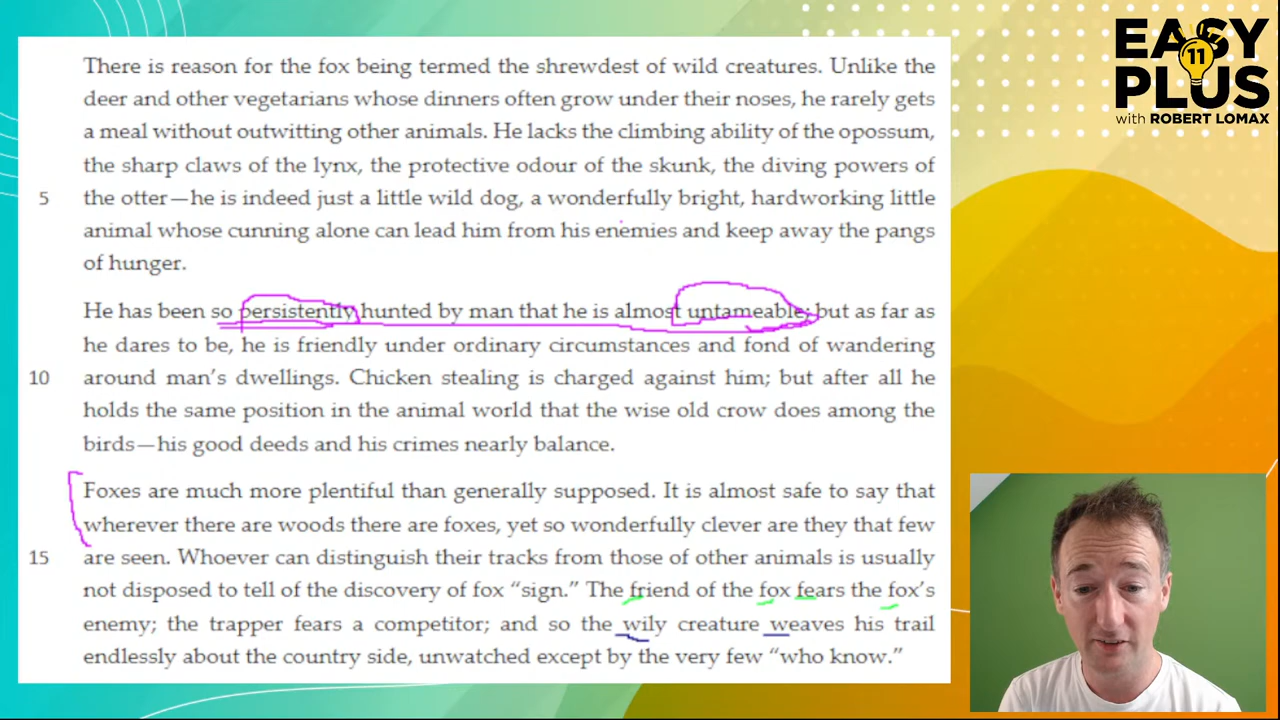 There is reason for the fox being termed the shrewdest of wild creatures. Unlike the
deer and other vegetarians whose dinners often grow under their noses, he rarely gets
a meal without outwitting other animals. He lacks the climbing ability of the opossum,
the sharp claws of the lynx, the protective odour of the skunk, the diving powers of
5 the otter—he is indeed just a little wild dog, a wonderfully bright, hardworking little
animal whose cunning alone can lead him from his enemies and keep away the pangs
of hunger.
He has been so persistently hunted by man that he is almost untameable; but as far as
he dares to be, he is friendly under ordinary circumstances and fond of wandering
10 around man's dwellings. Chicken stealing is charged against him; but after all he
holds the same position in the animal world that the wise old crow does among the
birds—his good deeds and his crimes nearly balance.
Foxes are much more plentiful than generally supposed. It is almost safe to say that
wherever there are woods there are foxes, yet so wonderfully clever are they that few
15 are seen. Whoever can distinguish their tracks from those of other animals is usually
not disposed to tell of the discovery of fox “sign.” The friend of the fox fears the fox's
enemy; the trapper fears a competitor; and so the wily creature weaves his trail
endlessly about the country side, unwatched except by the very few “who know.”
EASY
11
PLUS
with ROBERT LOMAX